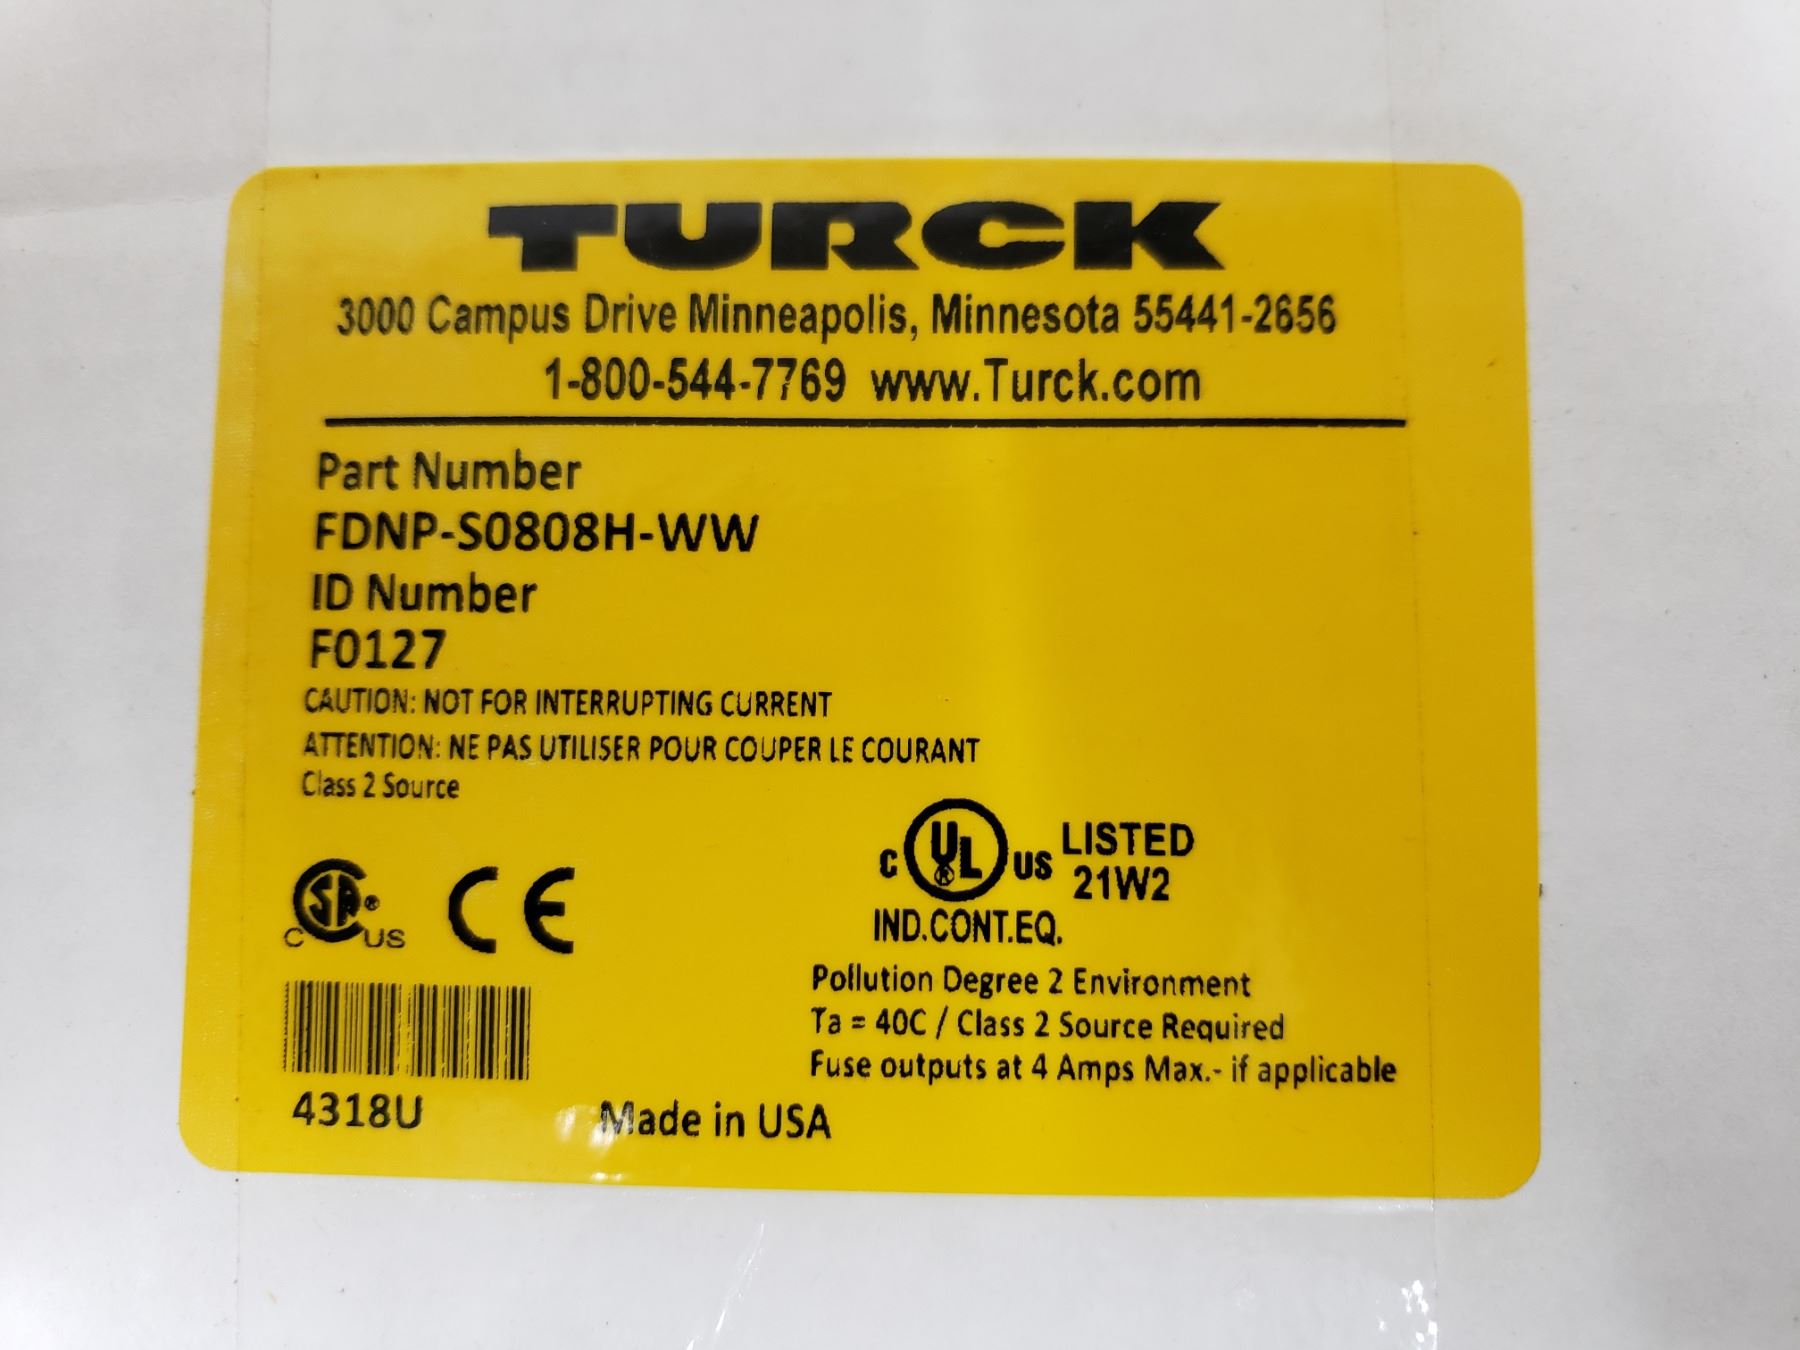 TURCK
3000 Campus Drive Minneapolis, Minnesota 55441-2656
1-800-544-7769 www.Turck.com
Part Number
FDNP-S0808H-WW
ID Number
F0127
CAUTION: NOT FOR INTERRUPTING CURRENT
ATTENTION: NE PAS UTILISER POUR COUPER LE COURANT
Class 2 Source
C SA® US
CE
C UL® US LISTED
21W2
IND.CONT.EQ.
Pollution Degree 2 Environment
Ta = 40C / Class 2 Source Required
Fuse outputs at 4 Amps Max.- if applicable
4318U
Made in USA